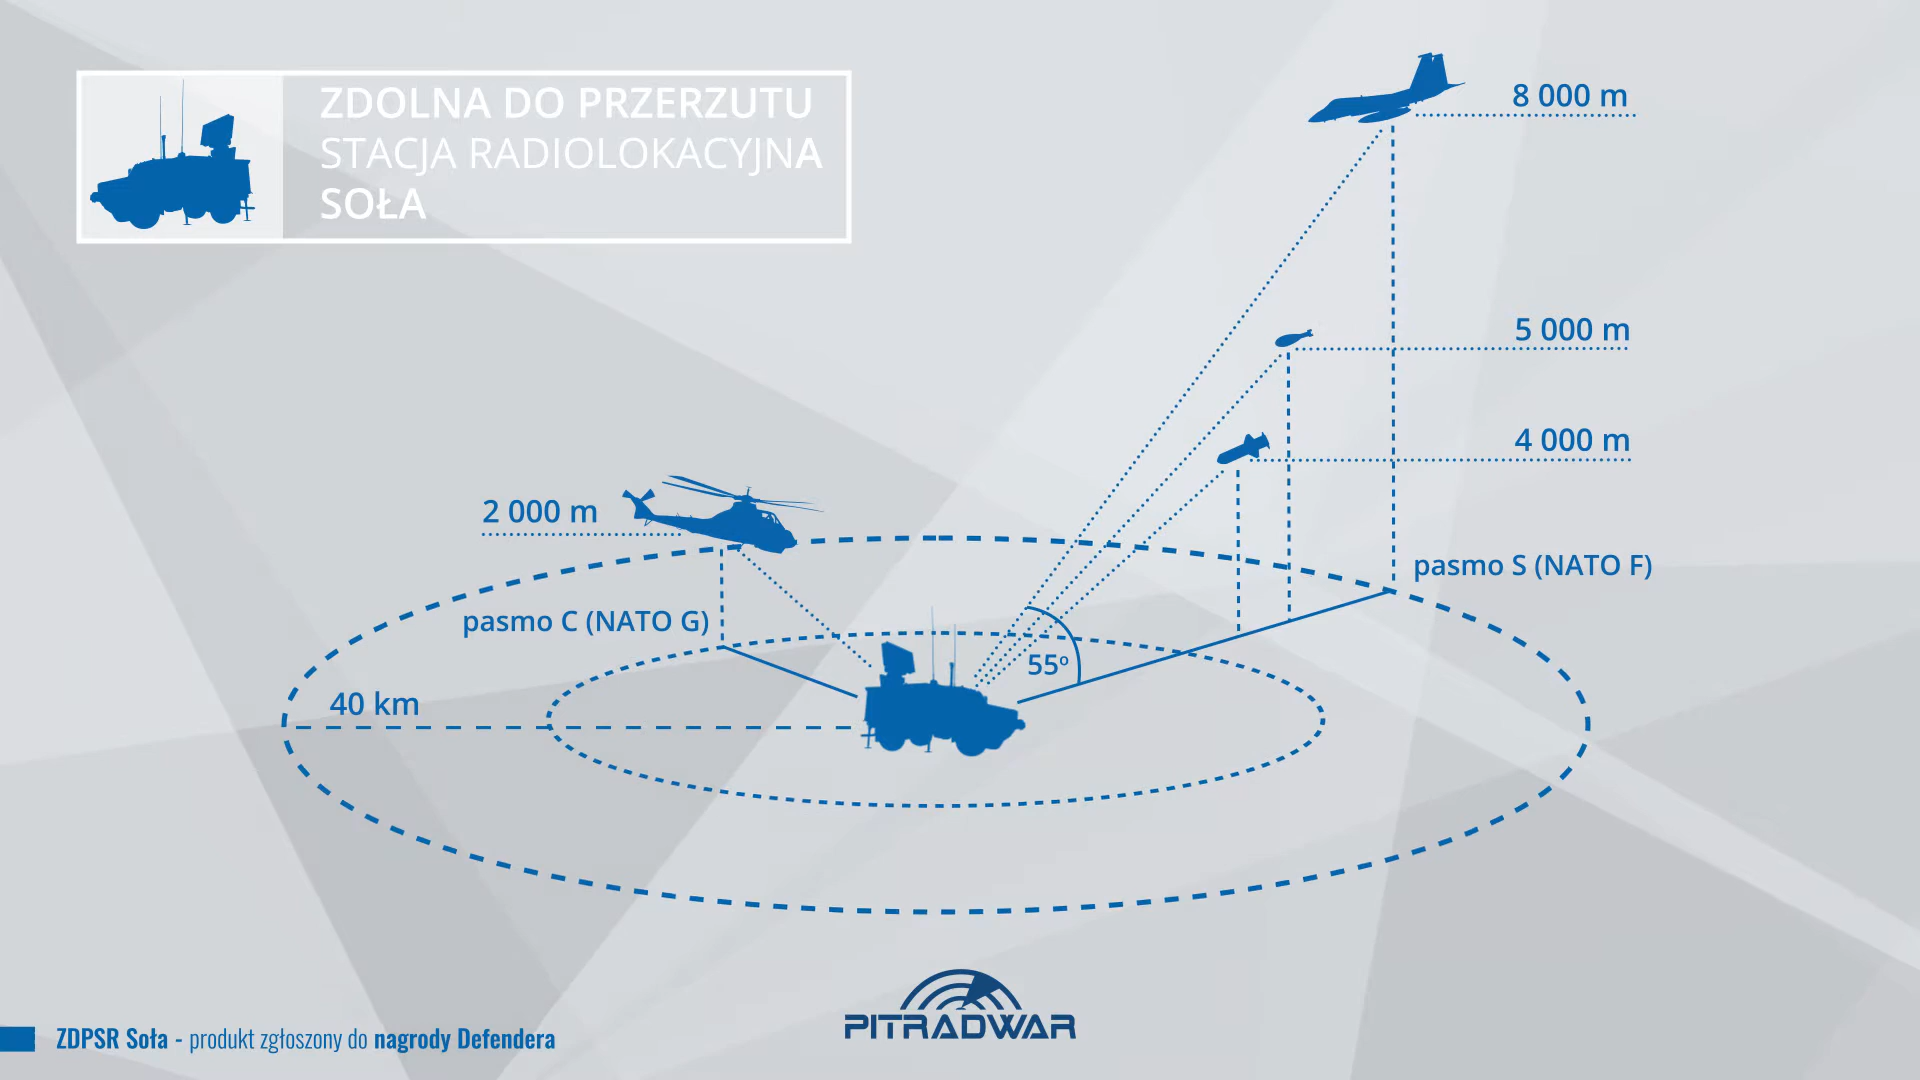 ZDOLNA DO PRZERZUTU
STACJA RADIOLOKACYJNA
SOŁA
8 000 m
5 000 m
4 000 m
2 000 m
pasmo S (NATO F)
pasmo C (NATO G)
55º
40 km
PITRADWAR
ZDPSR Soła - produkt zgłoszony do nagrody Defendera